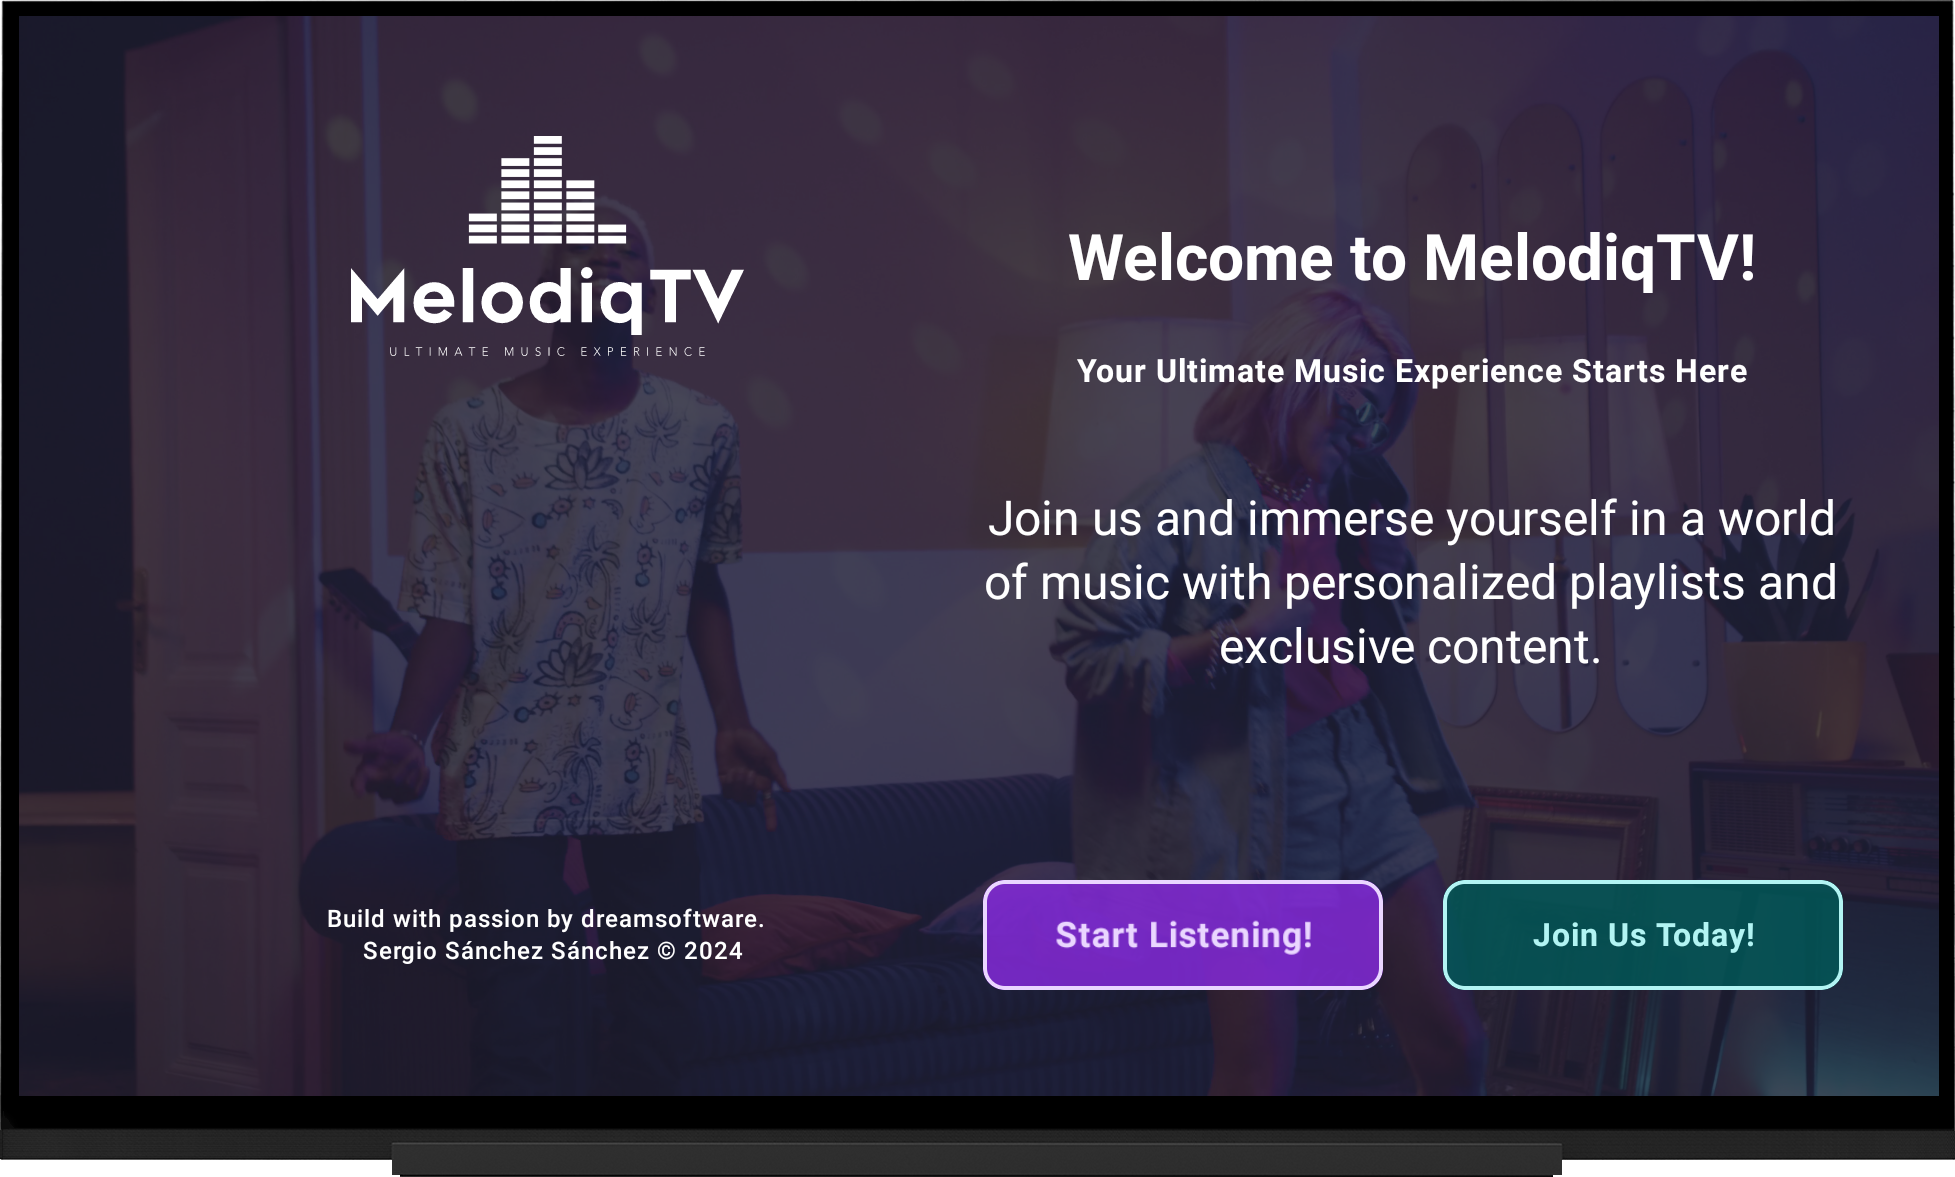 MelodiqTV
ULTIMATE MUSIC EXPERIENCE
Welcome to MelodiqTV!
Your Ultimate Music Experience Starts Here
Join us and immerse yourself in a world
of music with personalized playlists and
exclusive content.
Build with passion by dreamsoftware.
Sergio Sánchez Sánchez © 2024
Start Listening!
Join Us Today!